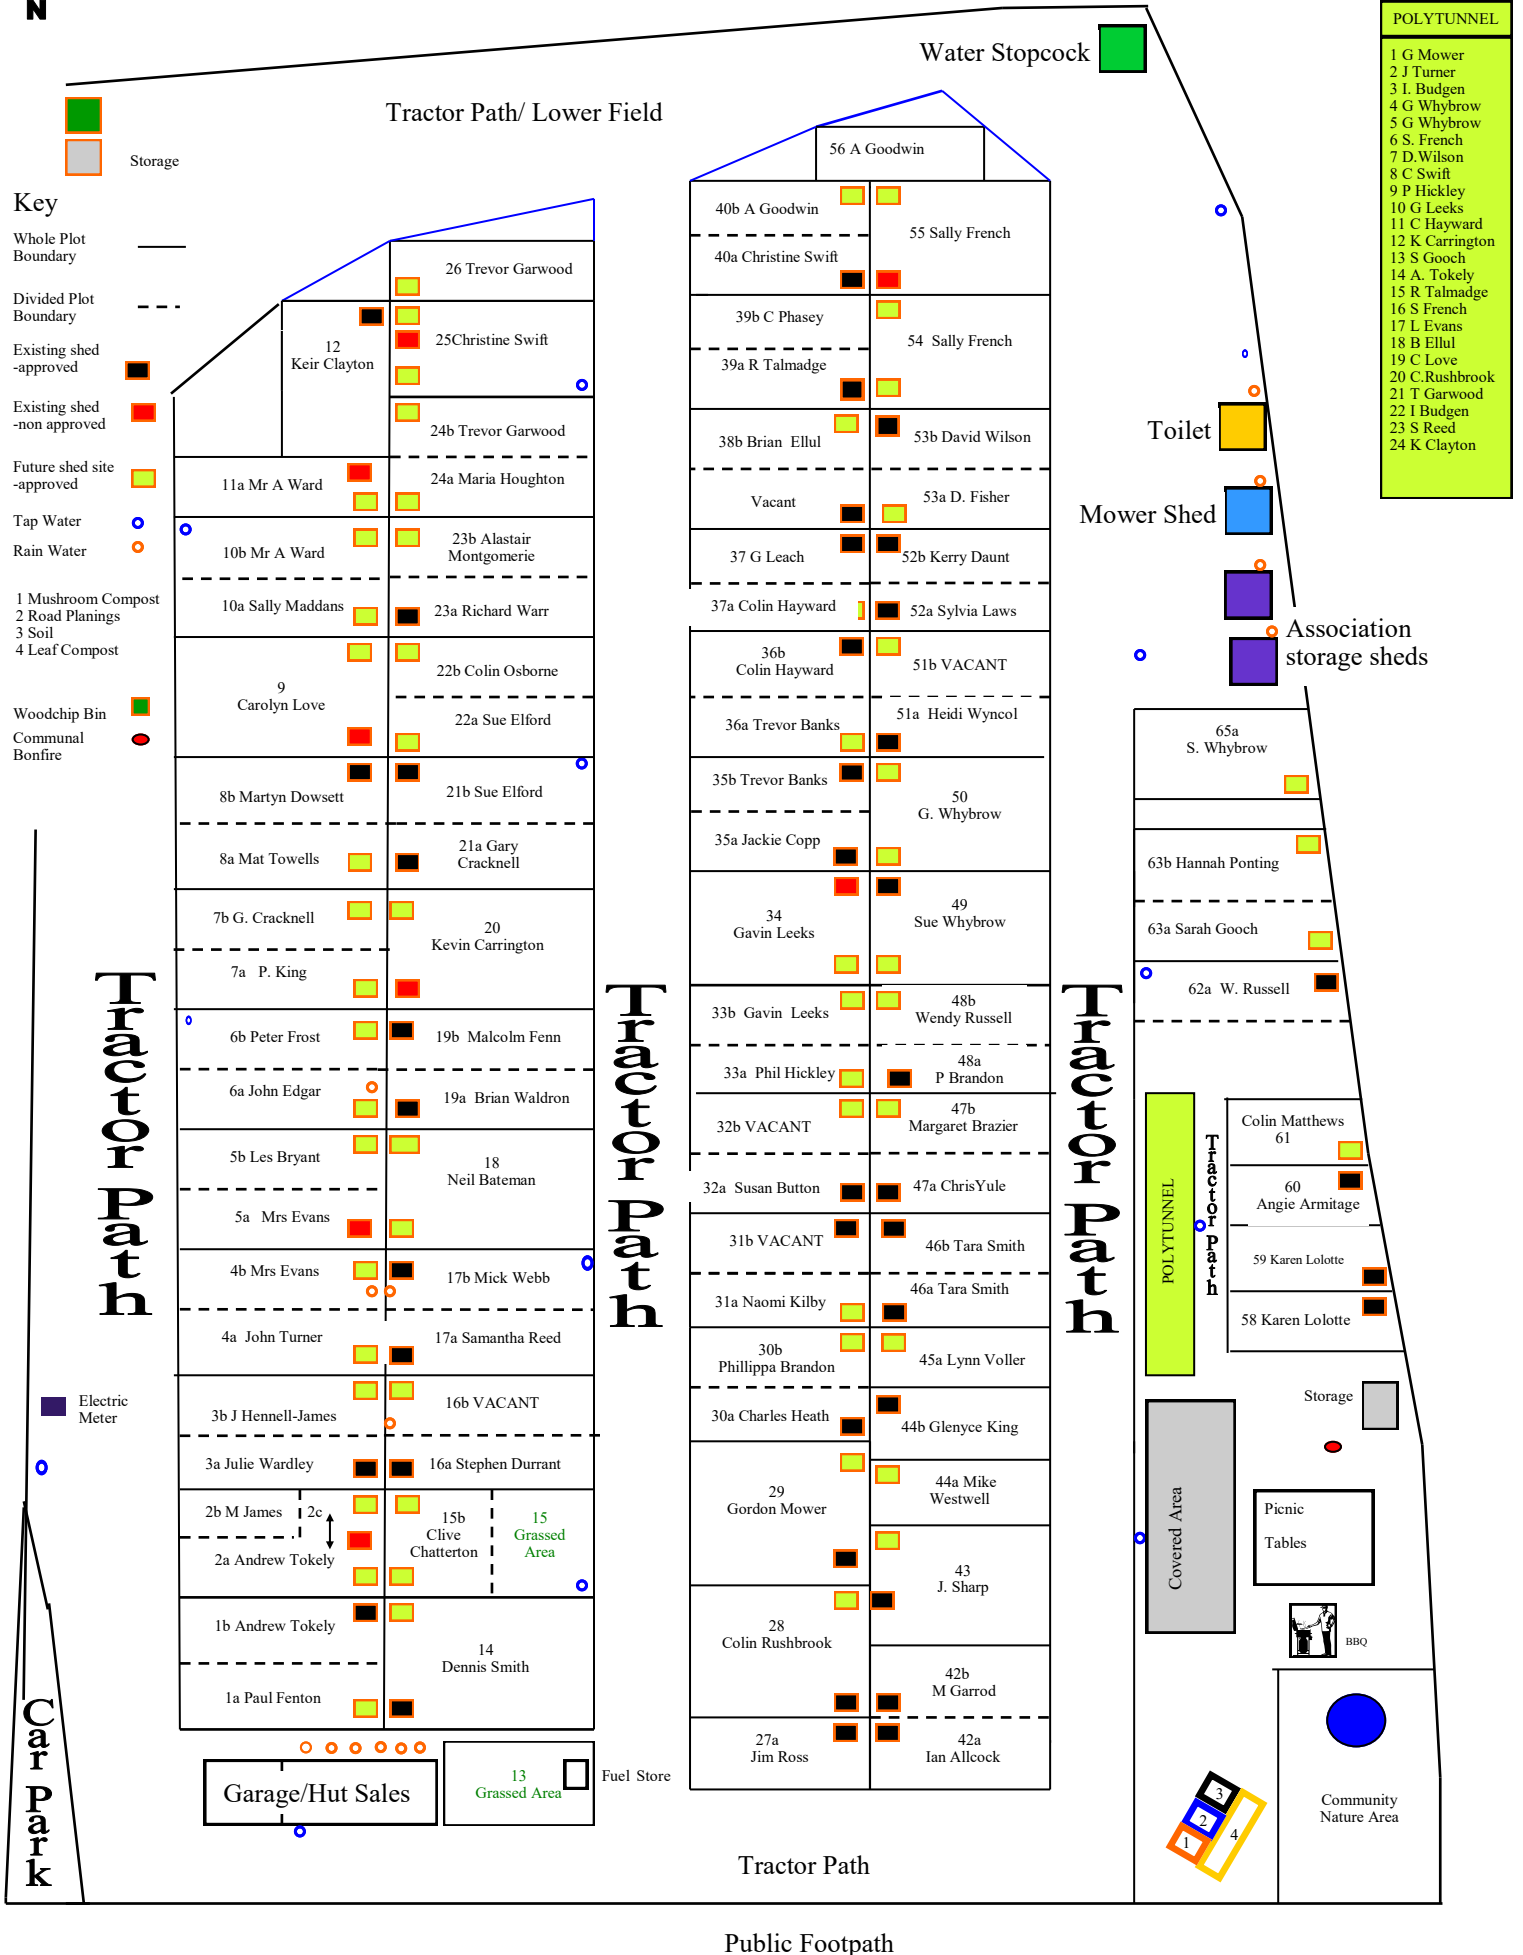 N
Water Stopcock
Tractor Path/ Lower Field
Storage
Key
Whole Plot
Boundary
Divided Plot
Boundary
Existing shed
-approved
Existing shed
-non approved
Future shed site
-approved
Tap Water
Rain Water
1 Mushroom Compost
2 Road Planings
3 Soil
4 Leaf Compost
Woodchip Bin
Communal
Bonfire
Electric
Meter
Car Park
Tractor Path
12
Keir Clayton
11a Mr A Ward
10b Mr A Ward
10a Sally Maddans
9
Carolyn Love
8b Martyn Dowsett
8a Mat Towells
7b G. Cracknell
7a P. King
6b Peter Frost
6a John Edgar
5b Les Bryant
5a Mrs Evans
4b Mrs Evans
4a John Turner
3b J Hennell-James
3a Julie Wardley
2b M James
2c
2a Andrew Tokely
1b Andrew Tokely
1a Paul Fenton
26 Trevor Garwood
25Christine Swift
24b Trevor Garwood
24a Maria Houghton
23b Alastair
Montgomerie
23a Richard Warr
22b Colin Osborne
22a Sue Elford
21b Sue Elford
21a Gary
Cracknell
20
Kevin Carrington
19b Malcolm Fenn
19a Brian Waldron
18
Neil Bateman
17b Mick Webb
17a Samantha Reed
16b VACANT
16a Stephen Durrant
15b
Clive
Chatterton
15
Grassed
Area
14
Dennis Smith
Garage/Hut Sales
13
Grassed Area
Fuel Store
Tractor Path
56 A Goodwin
40b A Goodwin
40a Christine Swift
39b C Phasey
39a R Talmadge
38b Brian Ellul
Vacant
37 G Leach
37a Colin Hayward
36b
Colin Hayward
36a Trevor Banks
35b Trevor Banks
35a Jackie Copp
34
Gavin Leeks
33b Gavin Leeks
33a Phil Hickley
32b VACANT
32a Susan Button
31b VACANT
31a Naomi Kilby
30b
Phillippa Brandon
30a Charles Heath
29
Gordon Mower
28
Colin Rushbrook
27a
Jim Ross
55 Sally French
54 Sally French
53b David Wilson
53a D. Fisher
52b Kerry Daunt
52a Sylvia Laws
51b VACANT
51a Heidi Wyncol
50
G. Whybrow
49
Sue Whybrow
48b
Wendy Russell
48a
P Brandon
47b
Margaret Brazier
47a ChrisYule
46b Tara Smith
46a Tara Smith
45a Lynn Voller
44b Glenyce King
44a Mike
Westwell
43
J. Sharp
42b
M Garrod
42a
Ian Allcock
Tractor Path
Toilet
Mower Shed
Association
storage sheds
65a
S. Whybrow
63b Hannah Ponting
63a Sarah Gooch
62a W. Russell
POLYTUNNEL
Tractor Path
Colin Matthews
61
60
Angie Armitage
59 Karen Lolotte
58 Karen Lolotte
Storage
Covered Area
Picnic
Tables
BBQ
3
2
1
4
Community
Nature Area
Tractor Path
Public Footpath
POLYTUNNEL
1 G Mower
2 J Turner
3 I. Budgen
4 G Whybrow
5 G Whybrow
6 S. French
7 D.Wilson
8 C Swift
9 P Hickley
10 G Leeks
11 C Hayward
12 K Carrington
13 S Gooch
14 A. Tokely
15 R Talmadge
16 S French
17 L Evans
18 B Ellul
19 C Love
20 C.Rushbrook
21 T Garwood
22 I Budgen
23 S Reed
24 K Clayton